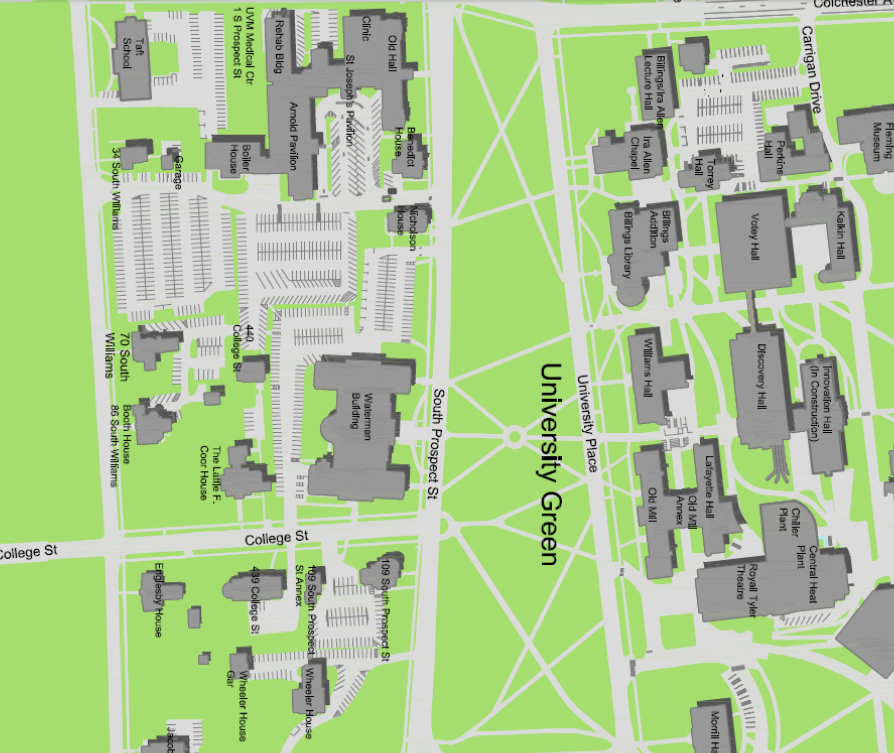 Colchester Av
Carrigan Drive
UVM Medical Ctr
1 S Prospect St
Taft
School
Rehab Bldg
Clinic
Old Hall
St Joseph's Pavilion
Arnold Pavilion
Boiler
House
Benedict
House
Garage
34 South Williams
Nicholson
House
Billings/Ira Allen
Lecture Hall
Ira Allen
Chapel
Torrey
Hall
Perkins
Hall
Fleming
Museum
Billings
Addition
Billings Library
Votey Hall
Kalkin Hall
440
College St
70 South
Williams
Booth House
86 South Williams
Waterman
Building
The Lattie F.
Coor House
South Prospect St
University Green
University Place
Williams Hall
Discovery Hall
Innovation Hall
(In Construction)
Lafayette Hall
Old Mill
Annex
Old Mill
Chiller
Plant
Central Heat
Plant
Royall Tyler
Theatre
College St
College St
Englesby House
439 College St
109 South Prospect
St Annex
109 South Prospect St
Wheeler House
Gar
Wheeler House
Jacob
Morrill Ha